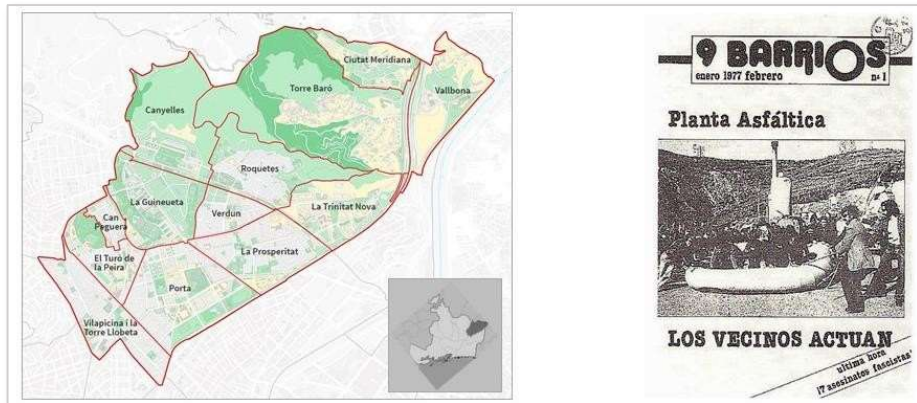 Ciutat Meridiana
Torre Baró
Vallbona
Canyelles
Roquetes
La Guineueta
Verdun
La Trinitat Nova
Can
Peguera
La Prosperitat
El Turó de
la Peira
Porta
Vilapicina i la
Torre Llobeta
9 BARRIOS
enero 1977 febrero
nº 1
Planta Asfáltica
LOS VECINOS ACTUAN
ultima hora
¡7 asesinatos fascistas!